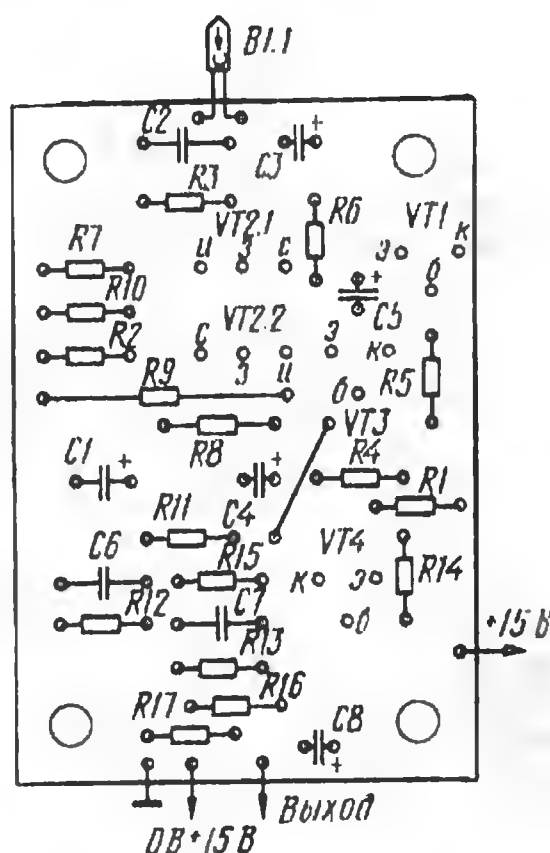 В1.1
C2
C3
R3
VT2.1
R6
VT1
и
з
с
э
к
б
R7
R10
C5
VT2.2
R2
с
з
и
э
к
б
R9
R5
R8
VT3
C1
R4
R1
R11
C4
C6
R15
VT4
к
э
б
R14
R12
C7
+15 В
R13
R16
R17
C8
Выход
0В +15 В